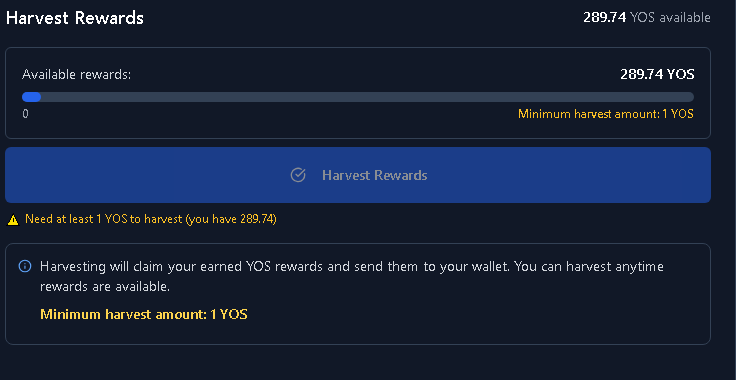 Harvest Rewards
289.74 YOS available
Available rewards:
289.74 YOS
0
Minimum harvest amount: 1 YOS
Harvest Rewards
Need at least 1 YOS to harvest (you have 289.74)
Harvesting will claim your earned YOS rewards and send them to your wallet. You can harvest anytime
rewards are available.
Minimum harvest amount: 1 YOS